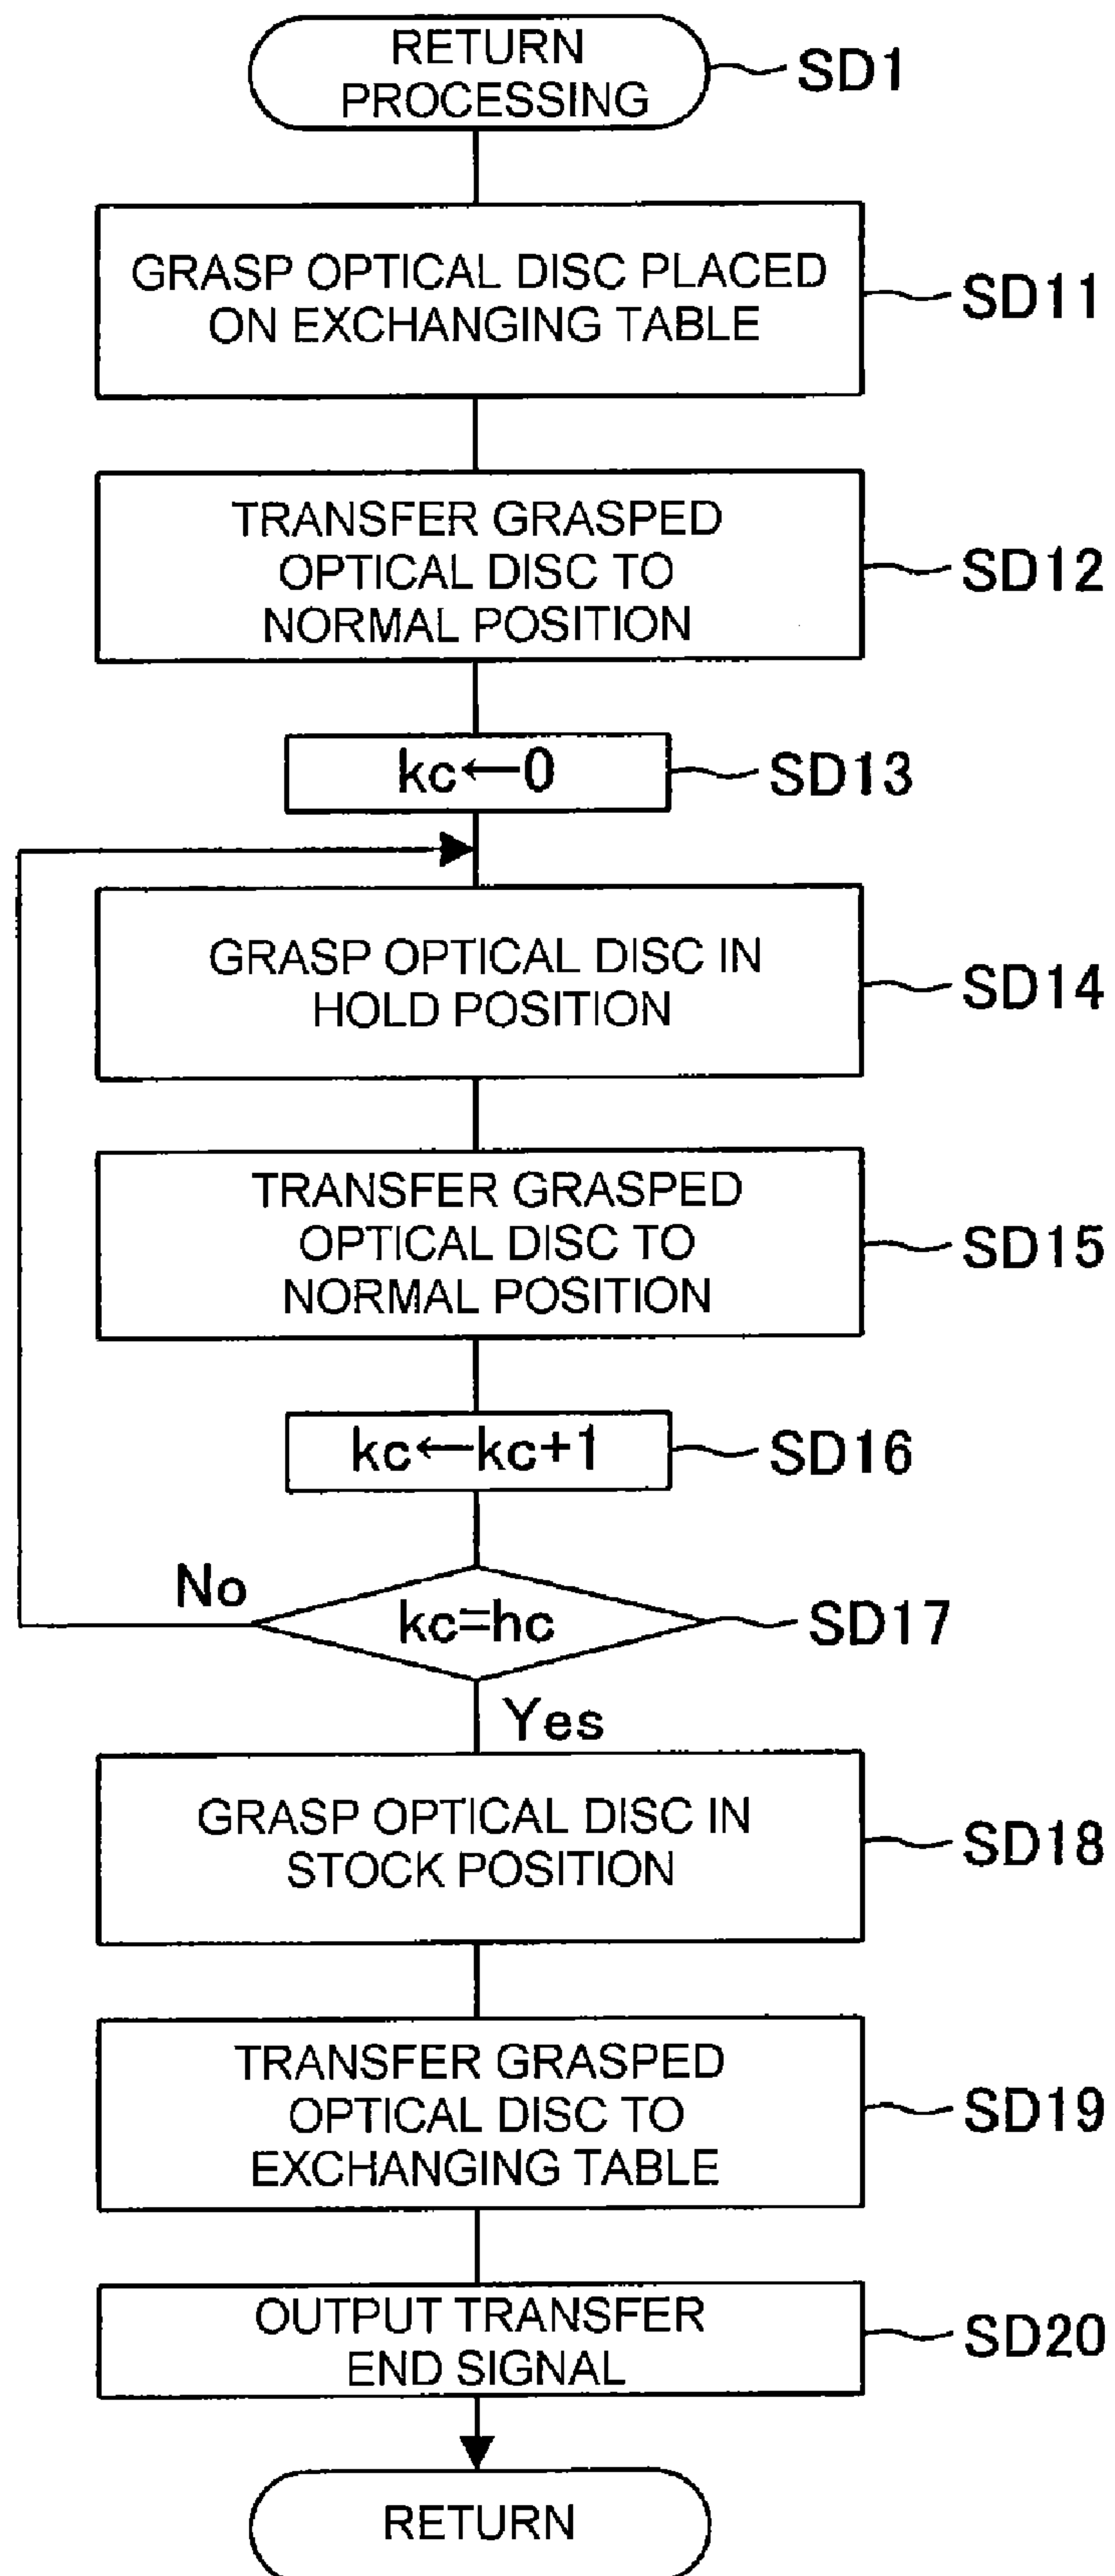 RETURN
PROCESSING
SD1
GRASP OPTICAL DISC PLACED
ON EXCHANGING TABLE
SD11
TRANSFER GRASPED
OPTICAL DISC TO
NORMAL POSITION
SD12
kc←0
SD13
GRASP OPTICAL DISC IN
HOLD POSITION
SD14
TRANSFER GRASPED
OPTICAL DISC TO
NORMAL POSITION
SD15
kc←kc+1
SD16
No
kc=hc
SD17
Yes
GRASP OPTICAL DISC IN
STOCK POSITION
SD18
TRANSFER GRASPED
OPTICAL DISC TO
EXCHANGING TABLE
SD19
OUTPUT TRANSFER
END SIGNAL
SD20
RETURN